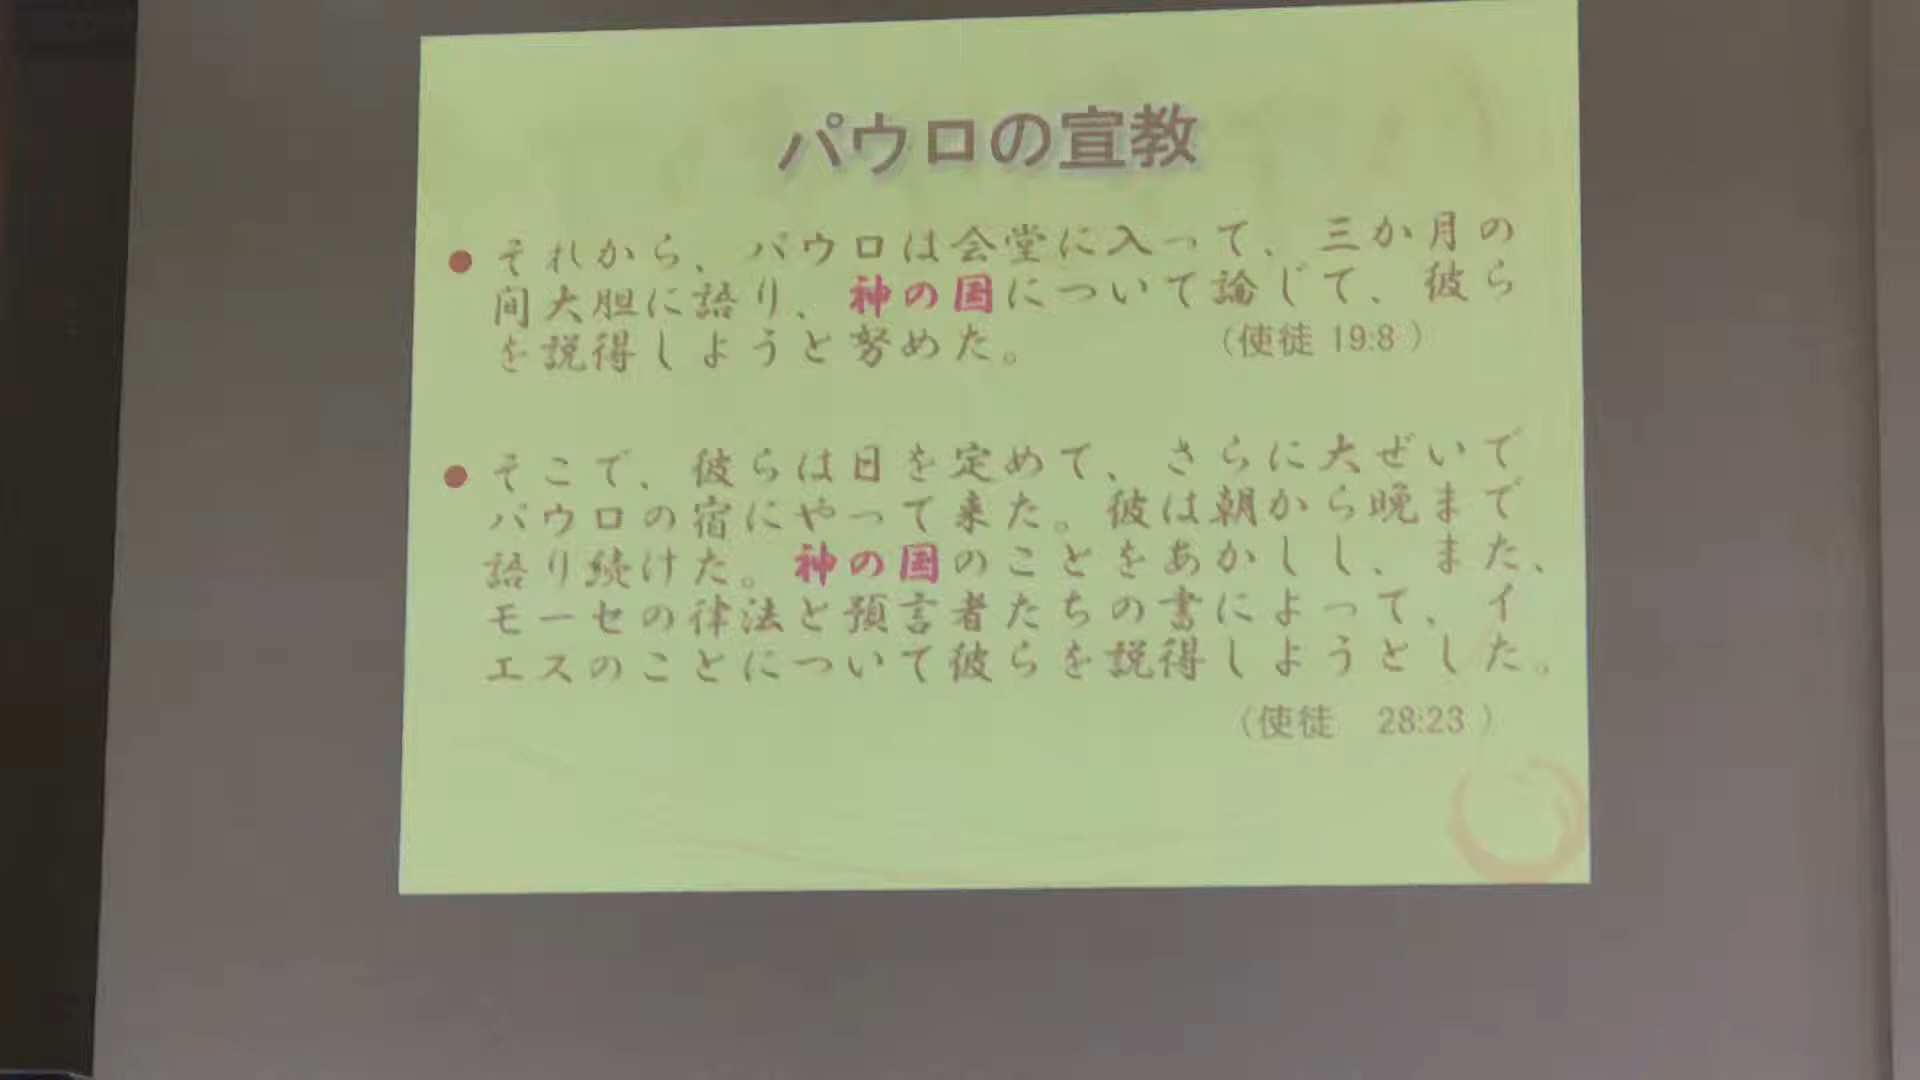 パウロの宣教
● それから、パウロは会堂に入って、三か月の
間大胆に語り、神の国について論じて、彼ら
を説得しようと努めた。 （使徒 19:8 ）
● そこで、彼らは日を定めて、さらに大ぜいで
パウロの宿にやって来た。彼は朝から晩まで
語り続けた。神の国のことをあかしし、また、
モーセの律法と預言者たちの書によって、イ
エスのことについて彼らを説得しようとした。
（使徒　28:23 ）